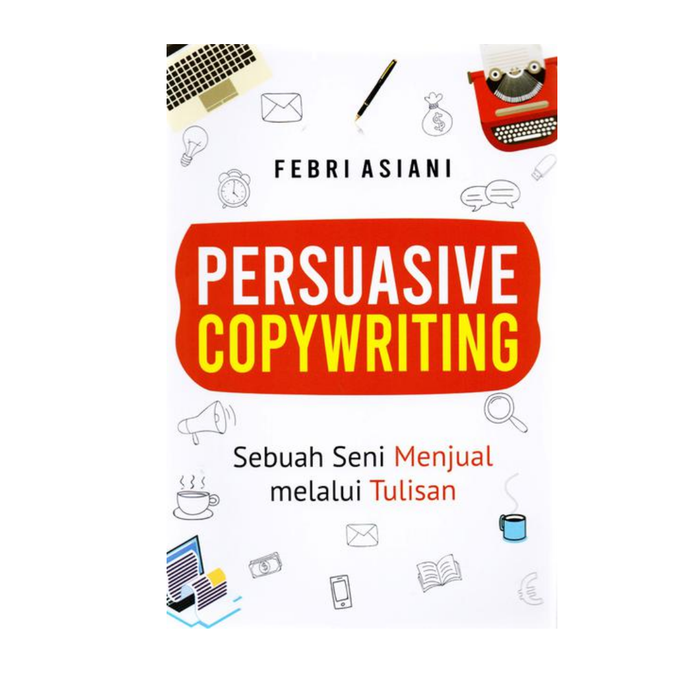 FEBRI ASIANI
PERSUASIVE
COPYWRITING
Sebuah Seni Menjual
melalui Tulisan